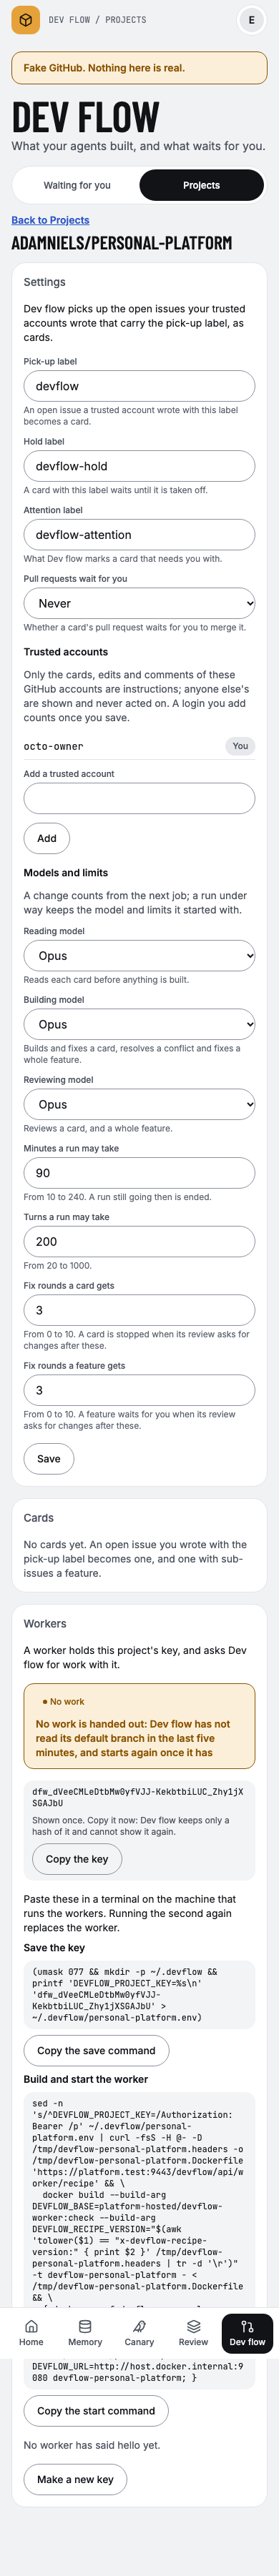 DEV FLOW / PROJECTS
E
Fake GitHub. Nothing here is real.
DEV FLOW
What your agents built, and what waits for you.
Waiting for you
Projects
Back to Projects
ADAMNIELS/PERSONAL-PLATFORM
Settings
Dev flow picks up the open issues your trusted
accounts wrote that carry the pick-up label, as
cards.
Pick-up label
devflow
An open issue a trusted account wrote with this label
becomes a card.
Hold label
devflow-hold
A card with this label waits until it is taken off.
Attention label
devflow-attention
What Dev flow marks a card that needs you with.
Pull requests wait for you
Never
Whether a card's pull request waits for you to merge it.
Trusted accounts
Only the cards, edits and comments of these
GitHub accounts are instructions; anyone else's
are shown and never acted on. A login you add
counts once you save.
octo-owner
You
Add a trusted account
Add
Models and limits
A change counts from the next job; a run under
way keeps the model and limits it started with.
Reading model
Opus
Reads each card before anything is built.
Building model
Opus
Builds and fixes a card, resolves a conflict and fixes a
whole feature.
Reviewing model
Opus
Reviews a card, and a whole feature.
Minutes a run may take
90
From 10 to 240. A run still going then is ended.
Turns a run may take
200
From 20 to 1000.
Fix rounds a card gets
3
From 0 to 10. A card is stopped when its review asks for
changes after these.
Fix rounds a feature gets
3
From 0 to 10. A feature waits for you when its review
asks for changes after these.
Save
Cards
No cards yet. An open issue you wrote with the
pick-up label becomes one, and one with sub-
issues a feature.
Workers
A worker holds this project's key, and asks Dev
flow for work with it.
No work
No work is handed out: Dev flow has not
read its default branch in the last five
minutes, and starts again once it has
dfw_dVeeCMLeDtbMw0yfVJJ-KekbtbiLUC_Zhy1jX
SGAJbU
Shown once. Copy it now: Dev flow keeps only a
hash of it and cannot show it again.
Copy the key
Paste these in a terminal on the machine that
runs the workers. Running the second again
replaces the worker.
Save the key
(umask 077 && mkdir -p ~/.devflow &&
printf 'DEVFLOW_PROJECT_KEY=%s\n'
'dfw_dVeeCMLeDtbMw0yfVJJ-
KekbtbiLUC_Zhy1jXSGAJbU' >
~/.devflow/personal-platform.env)
Copy the save command
Build and start the worker
sed -n
's/^DEVFLOW_PROJECT_KEY=/Authorization:
Bearer /p' ~/.devflow/personal-
platform.env | curl -fsS -H @- -D
/tmp/devflow-personal-platform.headers -o
/tmp/devflow-personal-platform.Dockerfile
'https://platform.test:9443/devflow/api/w
orker/recipe' && \
docker build --build-arg
DEVFLOW_BASE=platform-hosted/devflow-
worker:check --build-arg
DEVFLOW_RECIPE_VERSION="$(awk
'tolower($1) == "x-devflow-recipe-
version:" { print $2 }' /tmp/devflow-
personal-platform.headers | tr -d '\r')"
-t devflow-personal-platform - <
/tmp/devflow-personal-platform.Dockerfile
&& \
Home
Memory
Canary
Review
Dev flow
DEVFLOW_URL=http://host.docker.internal:9
080 devflow-personal-platform; }
Copy the start command
No worker has said hello yet.
Make a new key